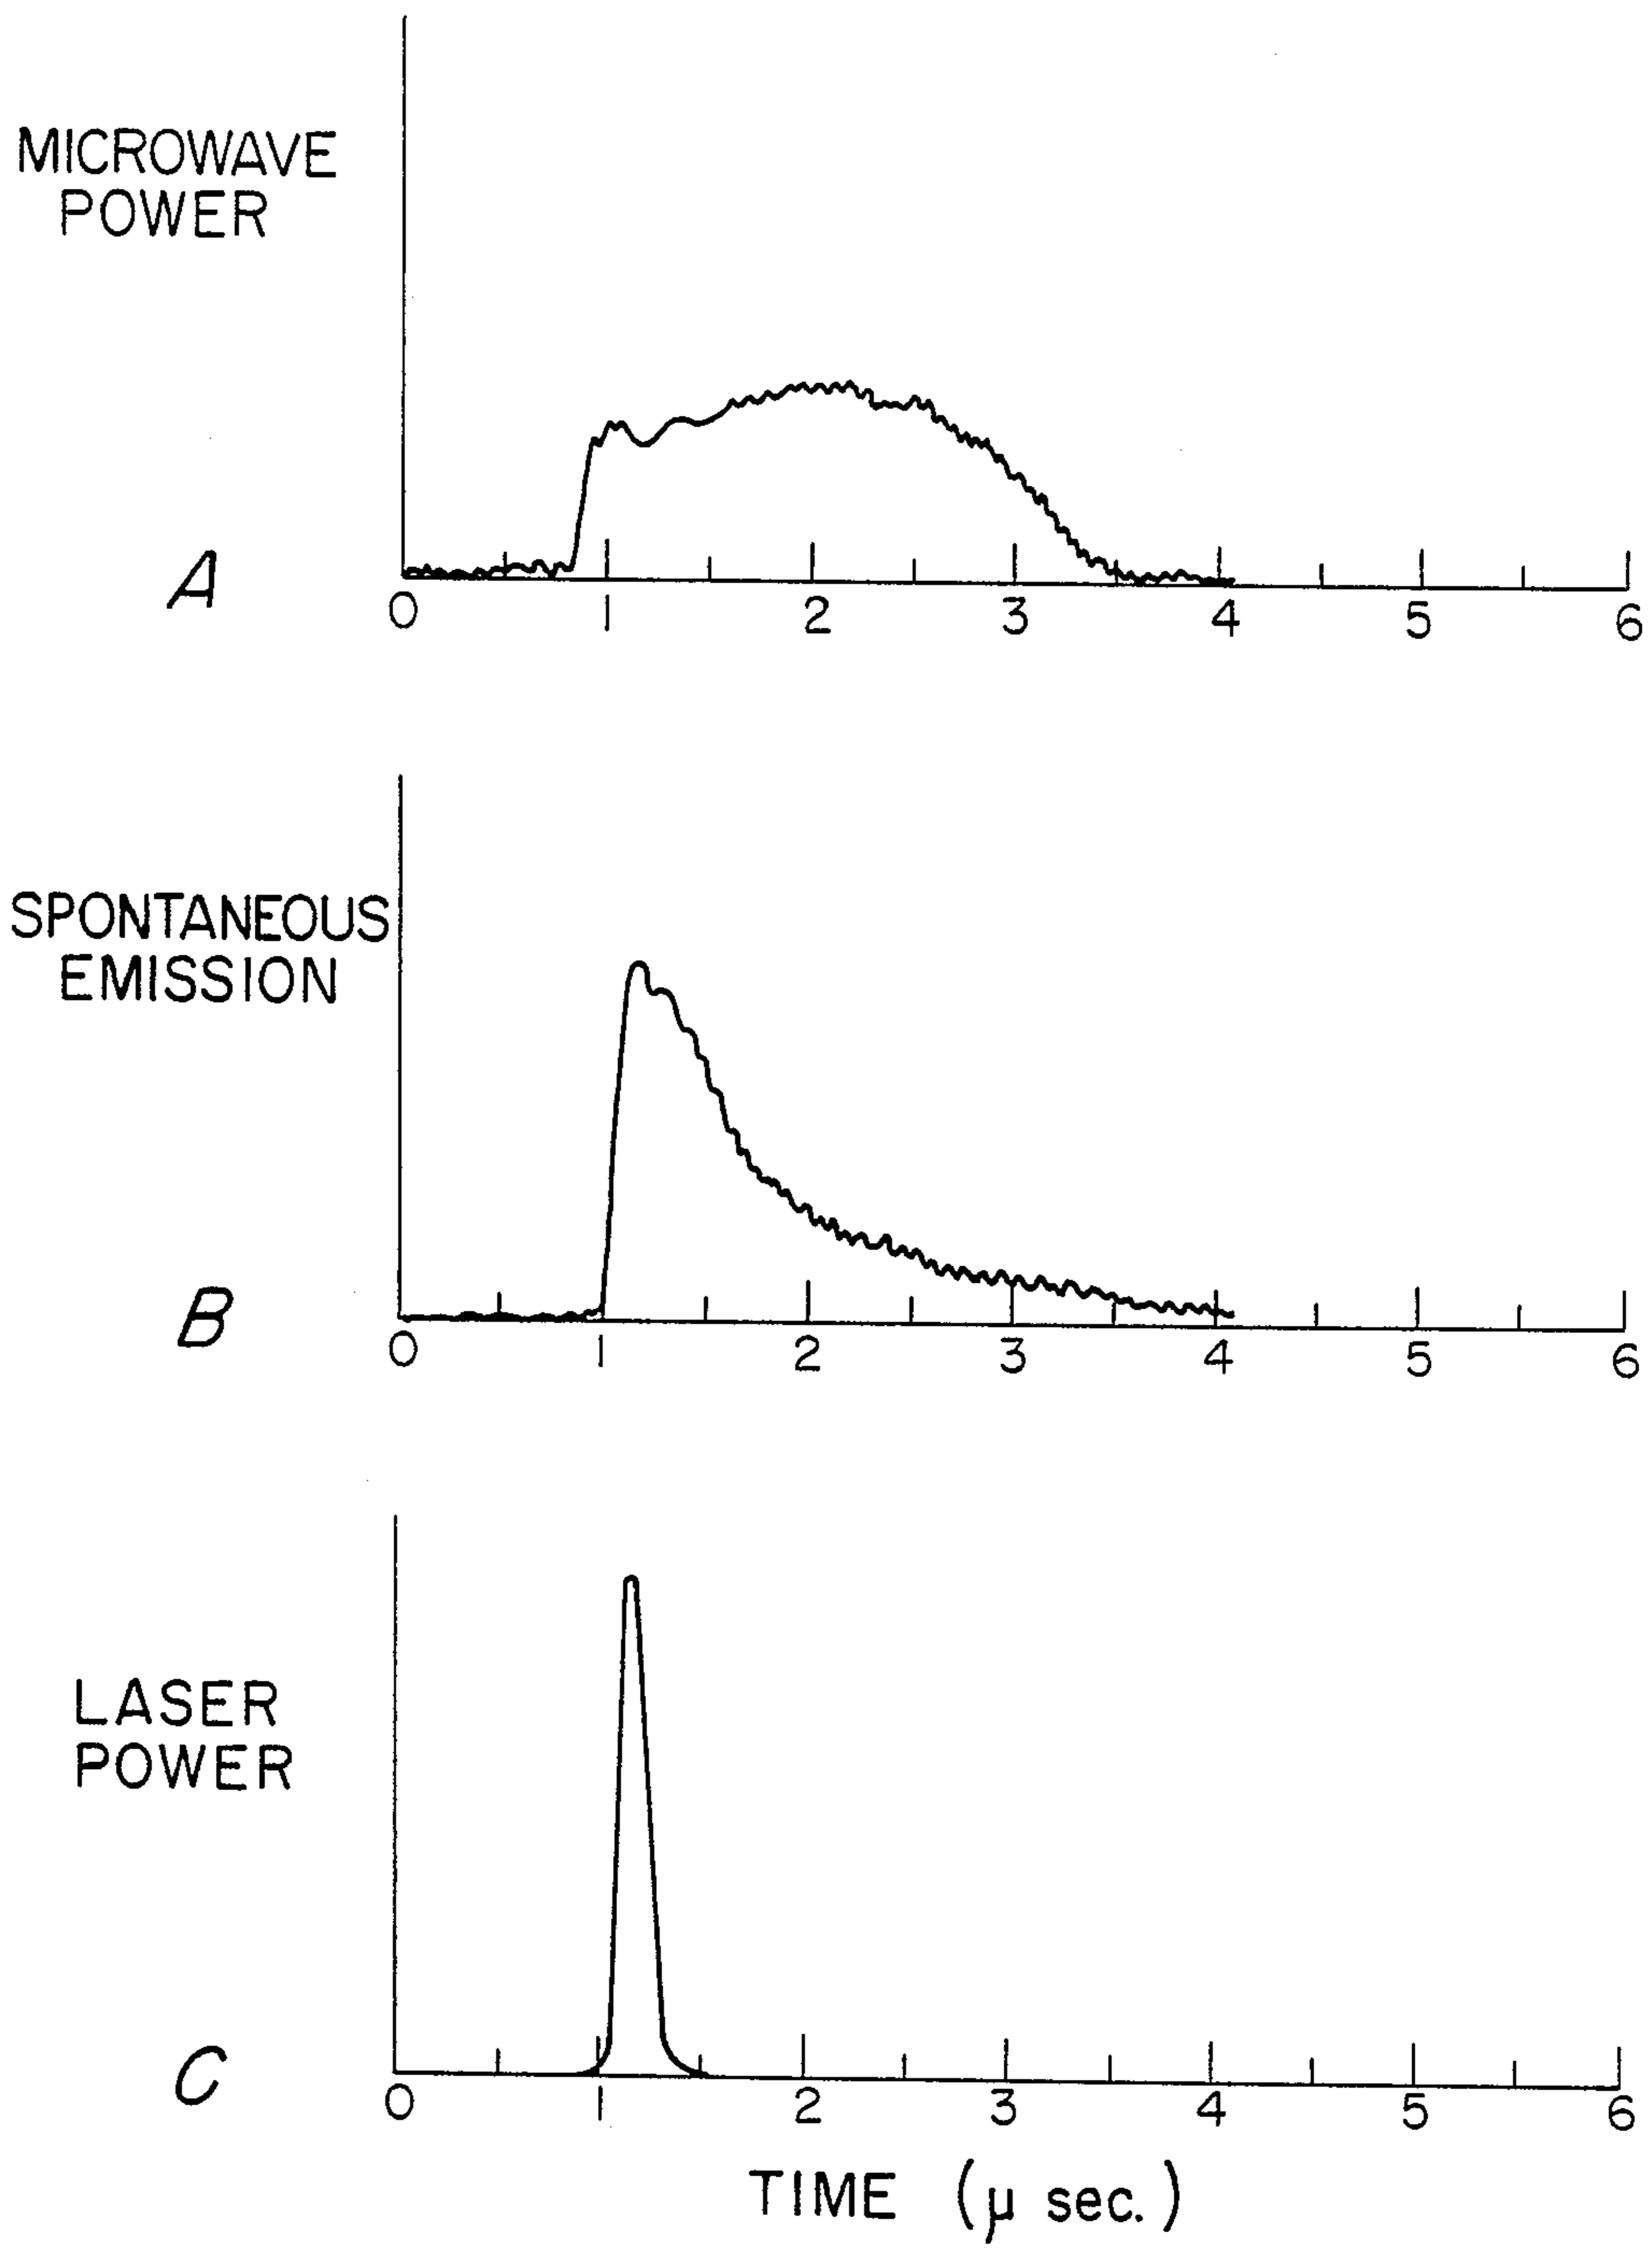 MICROWAVE
POWER
A
0 1 2 3 4 5 6
SPONTANEOUS
EMISSION
B
0 1 2 3 4 5 6
LASER
POWER
C
0 1 2 3 4 5 6
TIME (μ sec.)